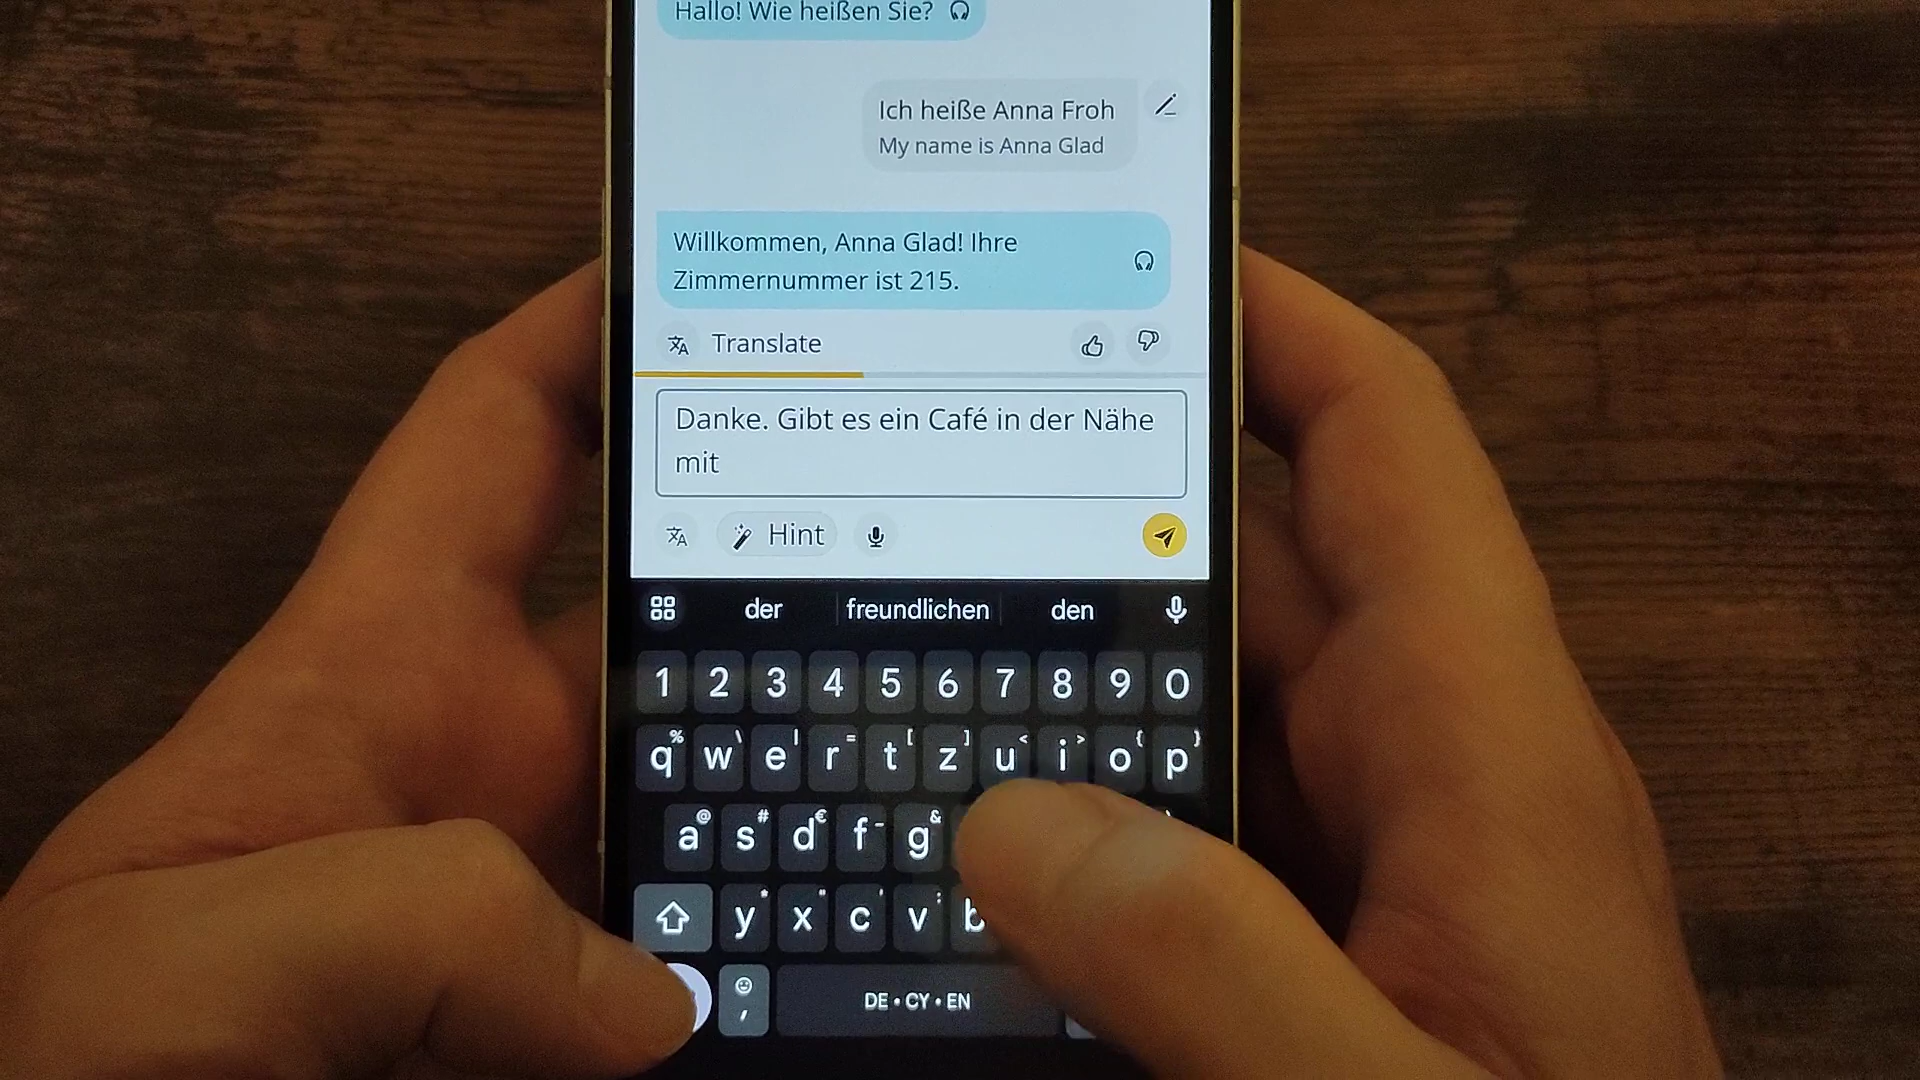 Hallo! Wie heißen Sie?
Ich heiße Anna Froh
My name is Anna Glad
Willkommen, Anna Glad! Ihre
Zimmernummer ist 215.
Translate
Danke. Gibt es ein Café in der Nähe
mit
Hint
der freundlichen den
1 2 3 4 5 6 7 8 9 0
% \ | = [ ] < > { }
q w e r t z u i o p
@ # € - &
a s d f g
* " ' : 
y x c v b
, DE • CY • EN